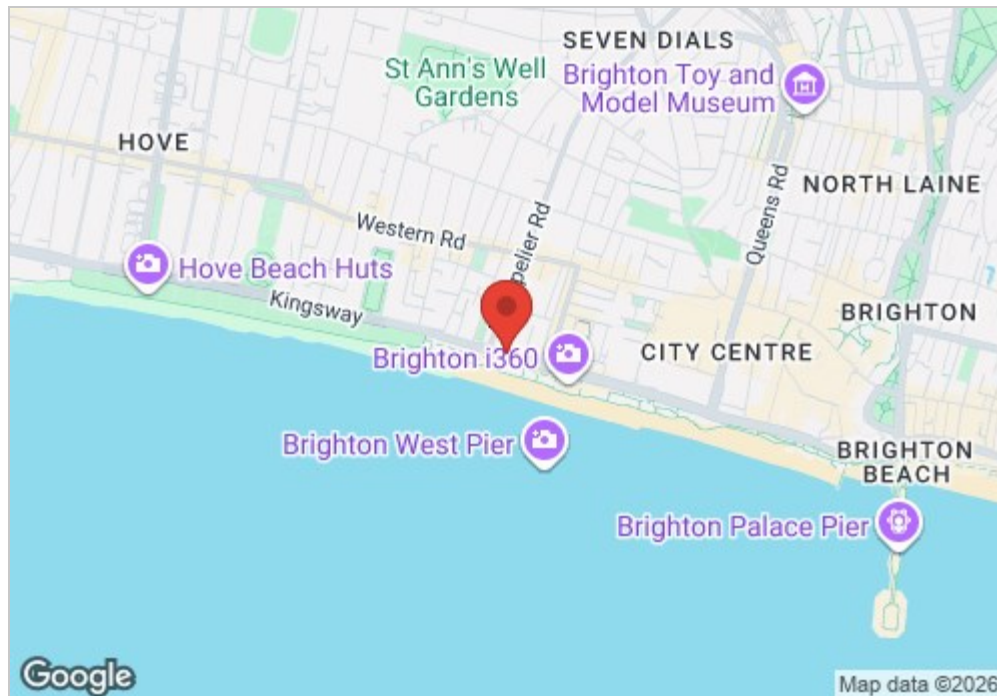 SEVEN DIALS
St Ann's Well
Gardens
Brighton Toy and
Model Museum
HOVE
NORTH LAINE
Western Rd
pelier Rd
Queens Rd
Hove Beach Huts
Kingsway
BRIGHTON
Brighton i360
CITY CENTRE
Brighton West Pier
BRIGHTON
BEACH
Brighton Palace Pier
Google
Map data ©2026